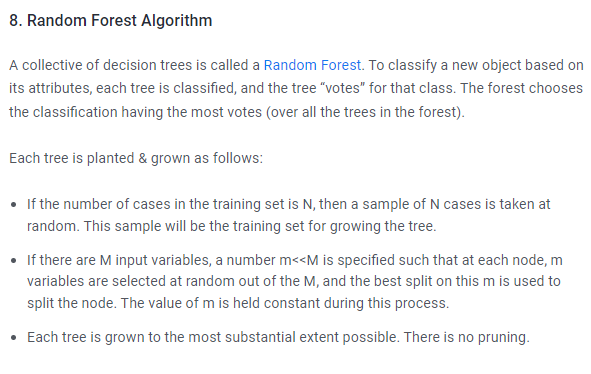 8. Random Forest Algorithm
A collective of decision trees is called a Random Forest. To classify a new object based on
its attributes, each tree is classified, and the tree “votes” for that class. The forest chooses
the classification having the most votes (over all the trees in the forest).
Each tree is planted & grown as follows:
• If the number of cases in the training set is N, then a sample of N cases is taken at
random. This sample will be the training set for growing the tree.
• If there are M input variables, a number m<<M is specified such that at each node, m
variables are selected at random out of the M, and the best split on this m is used to
split the node. The value of m is held constant during this process.
• Each tree is grown to the most substantial extent possible. There is no pruning.